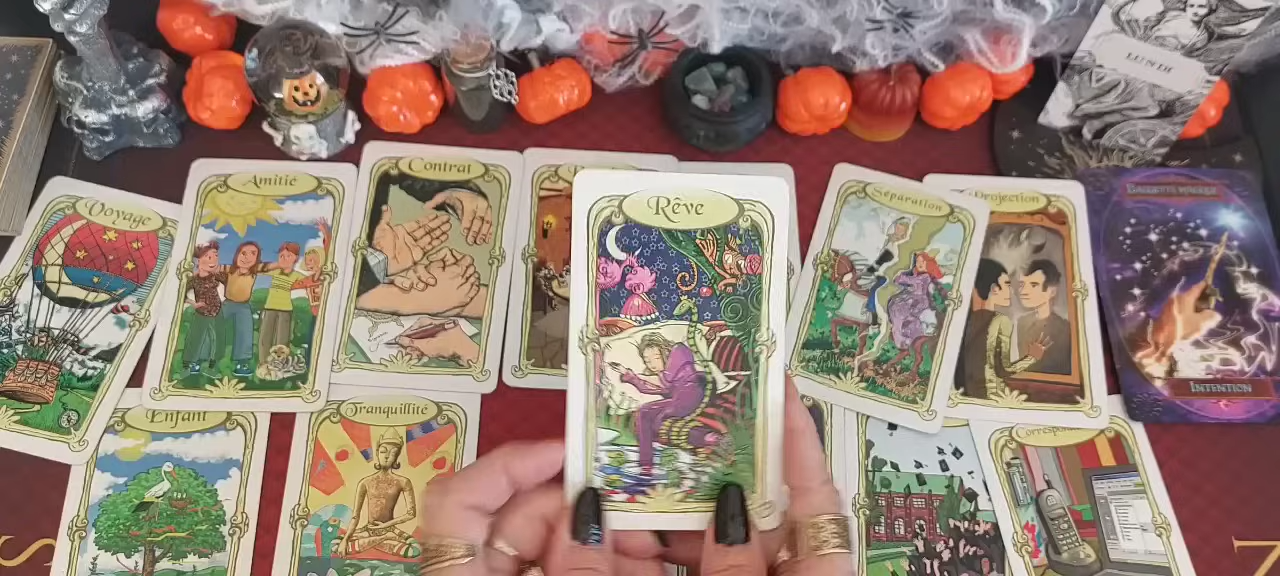 LUNDI
Voyage
Amitié
Contrat
Rêve
Séparation
Projection
INTENTION
Enfant
Tranquillité